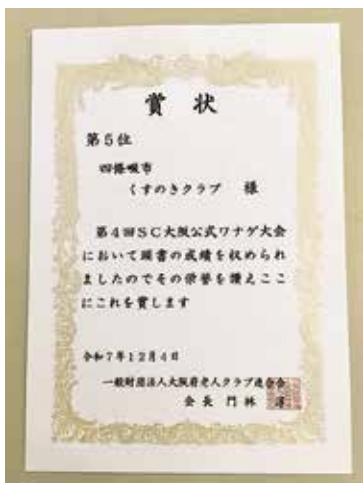 賞状
第5位
四條畷市
くすのきクラブ 様
第4回SC大阪公式ワナゲ大会
において頭書の成績を収められ
ましたのでその栄誉を讃えここ
にこれを賞します
令和7年12月4日
一般財団法人大阪府老人クラブ連合会
会長 門林